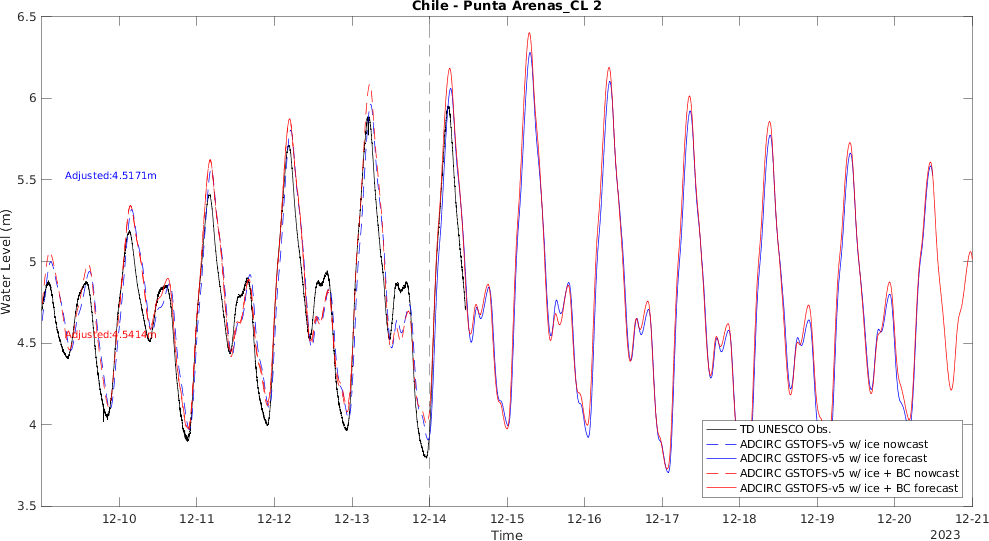 Chile - Punta Arenas_CL 2
6.5
6
5.5
5
4.5
4
3.5
Water Level (m)
Adjusted:4.5171m
Adjusted:4.5414m
TD UNESCO Obs.
ADCIRC GSTOFS-v5 w/ ice nowcast
ADCIRC GSTOFS-v5 w/ ice forecast
ADCIRC GSTOFS-v5 w/ ice + BC nowcast
ADCIRC GSTOFS-v5 w/ ice + BC forecast
12-10 12-11 12-12 12-13 12-14 12-15 12-16 12-17 12-18 12-19 12-20 12-21
Time
2023